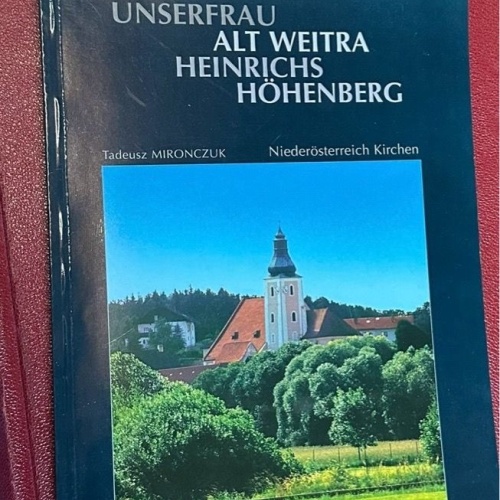 UNSERFRAU
ALT WEITRA
HEINRICHS
HÖHENBERG
Tadeusz MIRONCZUK Niederösterreich Kirchen